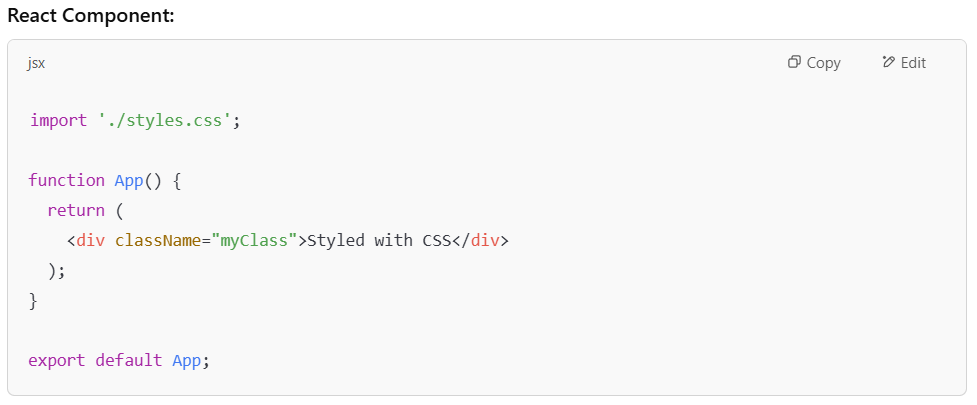 React Component:
jsx Copy Edit
import './styles.css';
function App() {
  return (
    <div className="myClass">Styled with CSS</div>
  );
}
export default App;